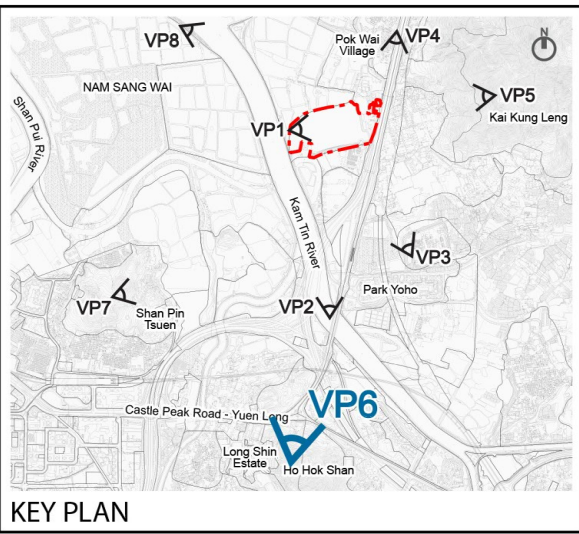 VP8
Pok Wai
Village
VP4
N
NAM SANG WAI
VP5
Kai Kung Leng
Shan Pui River
VP1
Kam Tin River
VP3
Park Yoho
VP7
Shan Pin
Tsuen
VP2
Castle Peak Road - Yuen Long
VP6
Long Shin
Estate
Ho Hok Shan
KEY PLAN